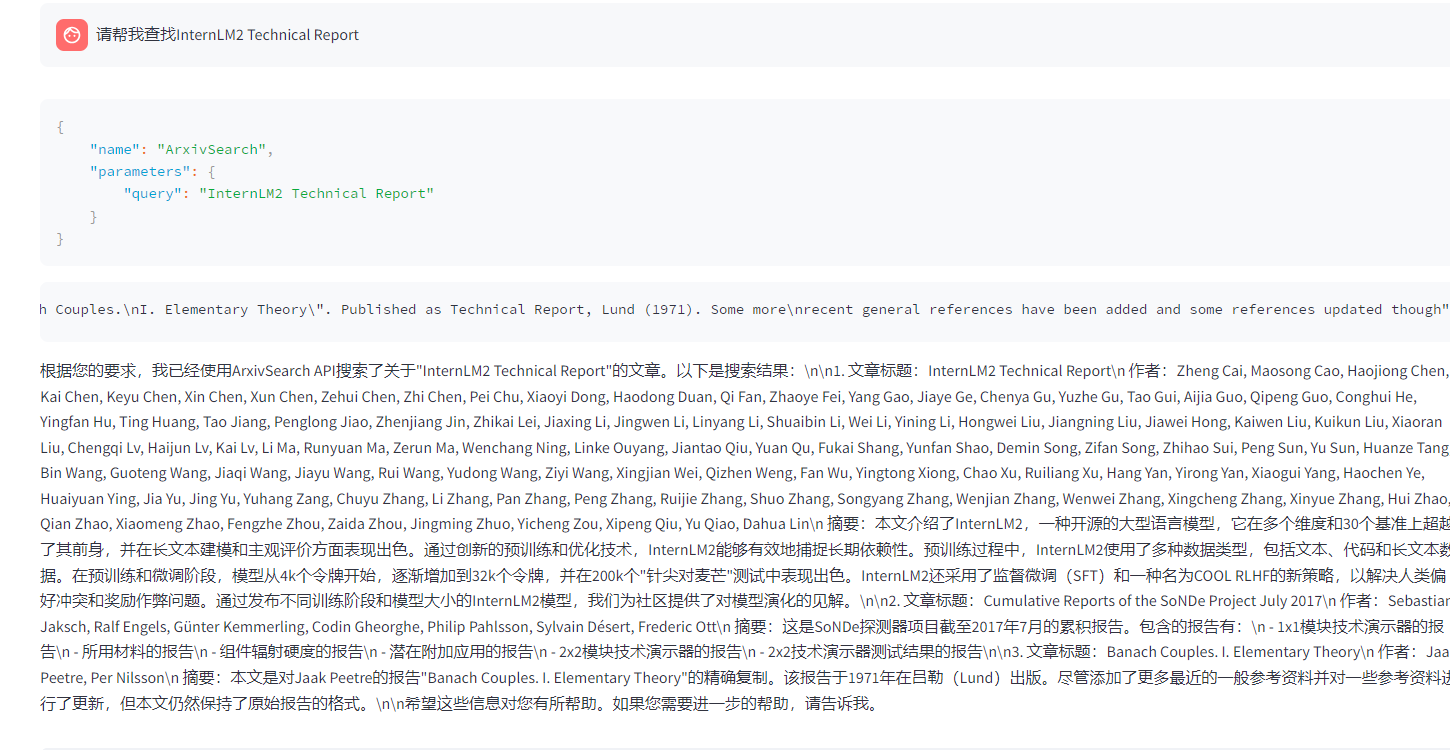 请帮我查找InternLM2 Technical Report
{
"name": "ArxivSearch",
"parameters": {
"query": "InternLM2 Technical Report"
}
}
h Couples.\nI. Elementary Theory\". Published as Technical Report, Lund (1971). Some more\nrecent general references have been added and some references updated though"
根据您的要求，我已经使用ArxivSearch API搜索了关于"InternLM2 Technical Report"的文章。以下是搜索结果：\n\n1. 文章标题：InternLM2 Technical Report\n 作者：Zheng Cai, Maosong Cao, Haojiong Chen,
Kai Chen, Keyu Chen, Xin Chen, Xun Chen, Zehui Chen, Zhi Chen, Pei Chu, Xiaoyi Dong, Haodong Duan, Qi Fan, Zhaoye Fei, Yang Gao, Jiaye Ge, Chenya Gu, Yuzhe Gu, Tao Gui, Aijia Guo, Qipeng Guo, Conghui He,
Yingfan Hu, Ting Huang, Tao Jiang, Penglong Jiao, Zhenjiang Jin, Zhikai Lei, Jiaxing Li, Jingwen Li, Linyang Li, Shuaibin Li, Wei Li, Yining Li, Hongwei Liu, Jiangning Liu, Jiawei Hong, Kaiwen Liu, Kuikun Liu, Xiaoran
Liu, Chengqi Lv, Haijun Lv, Kai Lv, Li Ma, Runyuan Ma, Zerun Ma, Wenchang Ning, Linke Ouyang, Jiantao Qiu, Yuan Qu, Fukai Shang, Yunfan Shao, Demin Song, Zifan Song, Zhihao Sui, Peng Sun, Yu Sun, Huanze Tang
Bin Wang, Guoteng Wang, Jiaqi Wang, Jiayu Wang, Rui Wang, Yudong Wang, Ziyi Wang, Xingjian Wei, Qizhen Weng, Fan Wu, Yingtong Xiong, Chao Xu, Ruiliang Xu, Hang Yan, Yirong Yan, Xiaogui Yang, Haochen Ye,
Huaiyuan Ying, Jia Yu, Jing Yu, Yuhang Zang, Chuyu Zhang, Li Zhang, Pan Zhang, Peng Zhang, Ruijie Zhang, Shuo Zhang, Songyang Zhang, Wenjian Zhang, Wenwei Zhang, Xingcheng Zhang, Xinyue Zhang, Hui Zhao,
Qian Zhao, Xiaomeng Zhao, Fengzhe Zhou, Zaida Zhou, Jingming Zhuo, Yicheng Zou, Xipeng Qiu, Yu Qiao, Dahua Lin\n 摘要：本文介绍了InternLM2，一种开源的大型语言模型，它在多个维度和30个基准上超越
了其前身，并在长文本建模和主观评价方面表现出色。通过创新的预训练和优化技术，InternLM2能够有效地捕捉长期依赖性。预训练过程中，InternLM2使用了多种数据类型，包括文本、代码和长文本数
据。在预训练和微调阶段，模型从4k个令牌开始，逐渐增加到32k个令牌，并在200k个"针尖对麦芒"测试中表现出色。InternLM2还采用了监督微调（SFT）和一种名为COOL RLHF的新策略，以解决人类偏
好冲突和奖励作弊问题。通过发布不同训练阶段和模型大小的InternLM2模型，我们为社区提供了对模型演化的见解。\n\n2. 文章标题：Cumulative Reports of the SoNDe Project July 2017\n 作者：Sebastian
Jaksch, Ralf Engels, Günter Kemmerling, Codin Gheorghe, Philip Pahlsson, Sylvain Désert, Frederic Ott\n 摘要：这是SoNDe探测器项目截至2017年7月的累积报告。包含的报告有：\n - 1x1模块技术演示器的报
告\n - 所用材料的报告\n - 组件辐射硬度的报告\n - 潜在附加应用的报告\n - 2x2模块技术演示器的报告\n - 2x2技术演示器测试结果的报告\n\n3. 文章标题：Banach Couples. I. Elementary Theory\n 作者：Jaa
Peetre, Per Nilsson\n 摘要：本文是对Jaak Peetre的报告"Banach Couples. I. Elementary Theory"的精确复制。该报告于1971年在吕勒（Lund）出版。尽管添加了更多最近的一般参考资料并对一些参考资料进
行了更新，但本文仍然保持了原始报告的格式。\n\n希望这些信息对您有所帮助。如果您需要进一步的帮助，请告诉我。